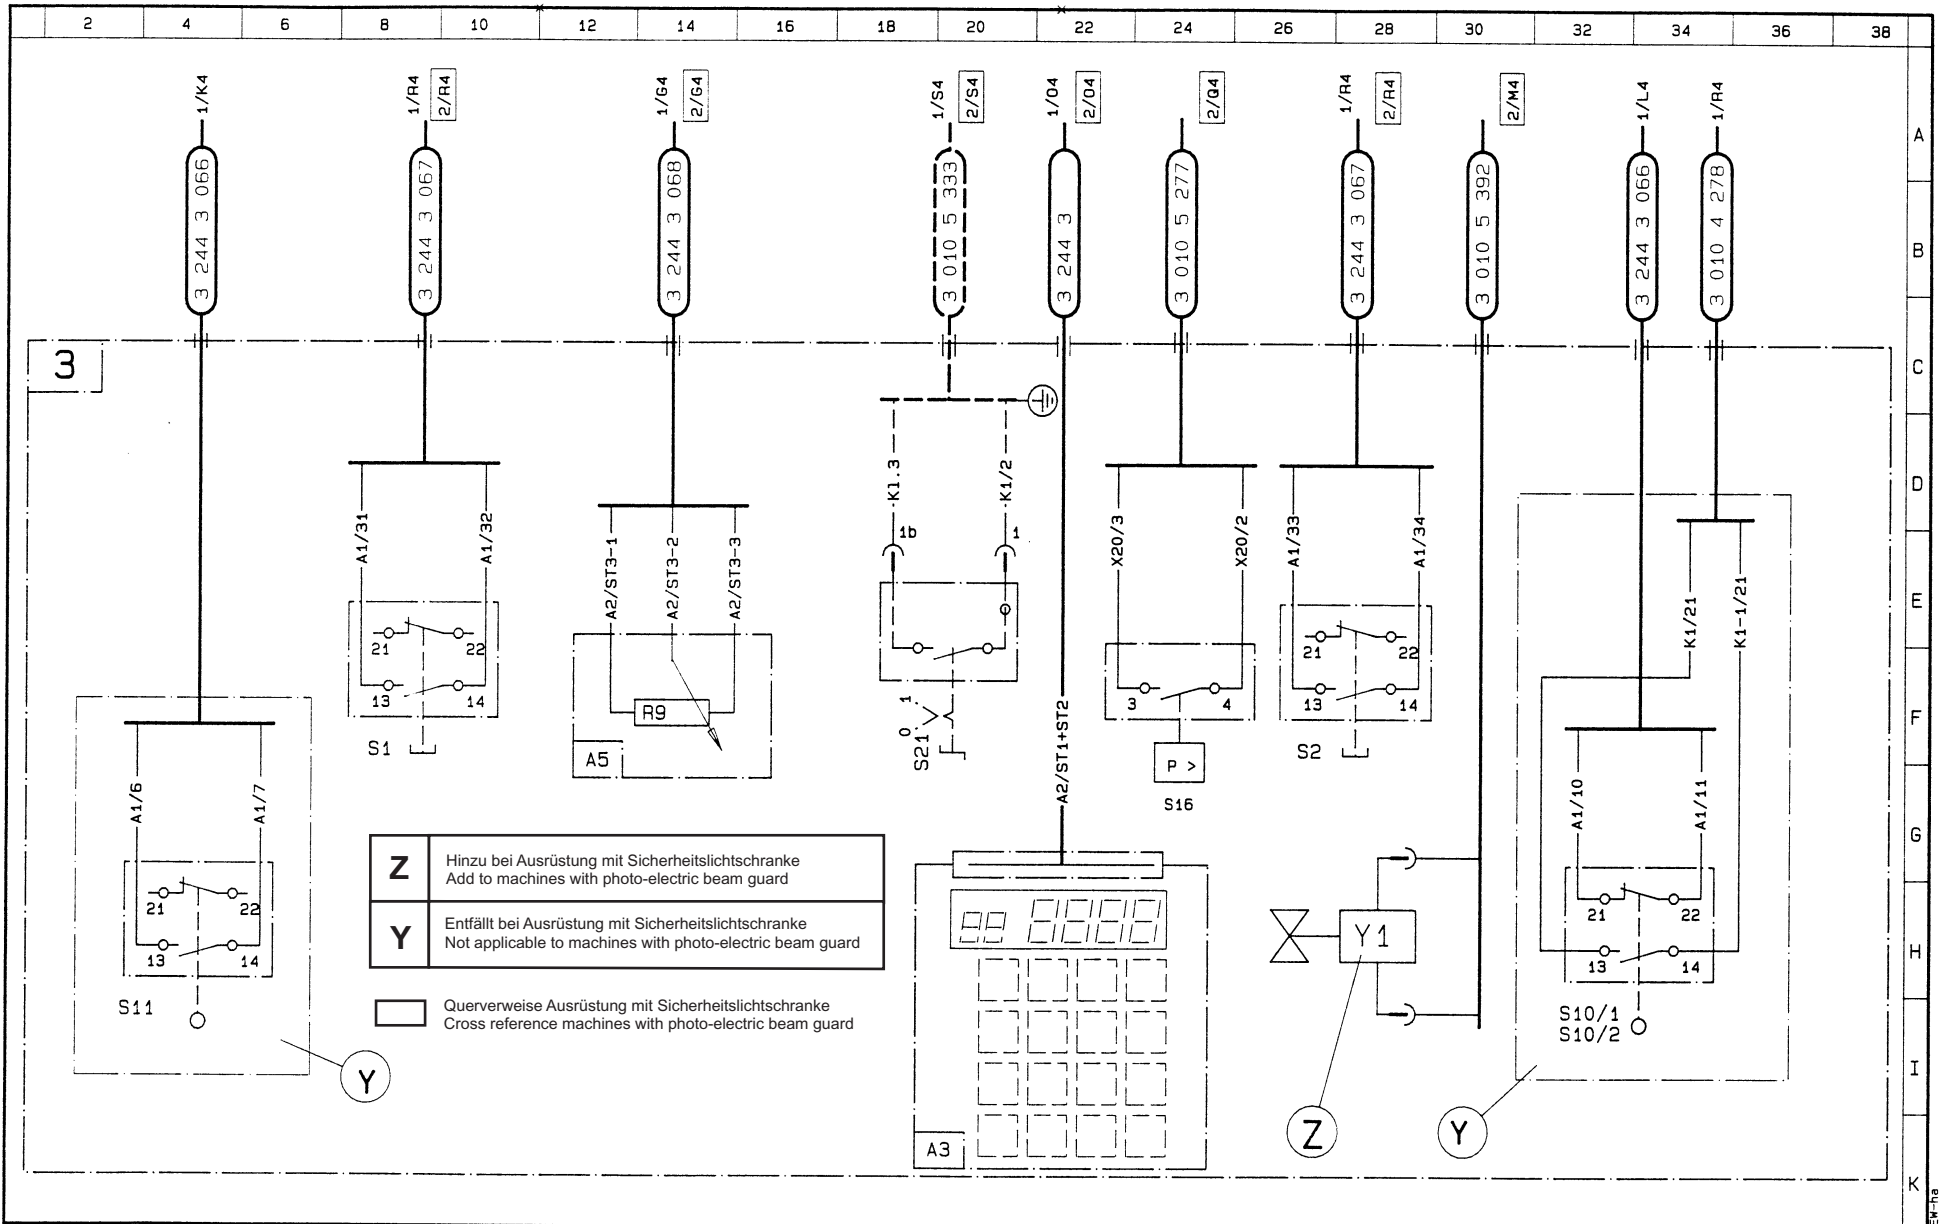 2 4 6 8 10 12 14 16 18 20 22 24 26 28 30 32 34 36 38
1/K4
1/R4
2/R4
1/G4
2/G4
1/S4
2/S4
1/O4
2/O4
2/Q4
1/R4
2/R4
2/M4
1/L4
1/R4
A
B
C
D
E
F
G
H
I
K
3 244 3 066
3 244 3 067
3 244 3 068
3 010 5 333
3 244 3
3 010 5 277
3 244 3 067
3 010 5 392
3 244 3 066
3 010 4 278
3
A1/31
A1/32
A2/ST3-1
A2/ST3-2
A2/ST3-3
Kl.3
K1/2
1b
1
X20/3
X20/2
A1/33
A1/34
K1/21
K1-1/21
21 22
13 14
S1
R9
A5
0 1
S21
A2/ST1+ST2
3 4
P >
S16
21 22
13 14
S2
A1/6
A1/7
21 22
13 14
S11
Y
A1/10
A1/11
21 22
13 14
S10/1
S10/2
Y
Z Hinzu bei Ausrüstung mit Sicherheitslichtschranke
Add to machines with photo-electric beam guard
Y Entfällt bei Ausrüstung mit Sicherheitslichtschranke
Not applicable to machines with photo-electric beam guard
Querverweise Ausrüstung mit Sicherheitslichtschranke
Cross reference machines with photo-electric beam guard
A3
Y1
Z
EW-ha